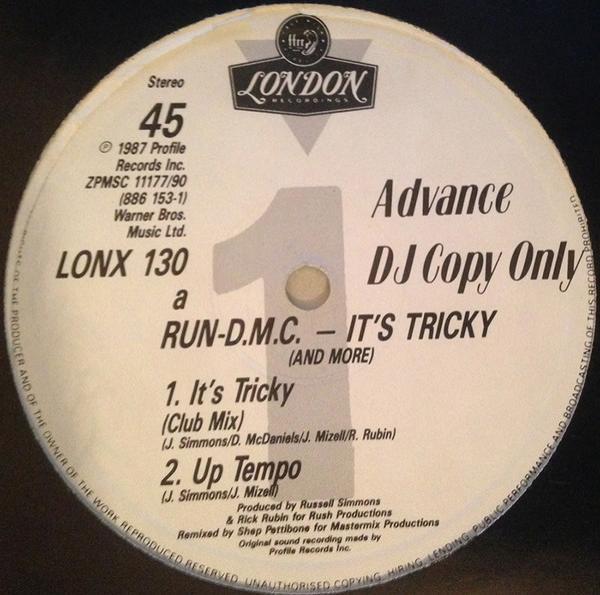 ffrr
LONDON
RECORDINGS
Stereo
45
℗ 1987 Profile
Records Inc.
ZPMSC 11177/90
(886 153-1)
Warner Bros.
Music Ltd.
LONX 130
a
Advance
DJ Copy Only
1
RUN-D.M.C. – IT'S TRICKY
(AND MORE)
1. It's Tricky
(Club Mix)
(J. Simmons/D. McDaniels/J. Mizell/R. Rubin)
2. Up Tempo
(J. Simmons/J. Mizell)
Produced by Russell Simmons
& Rick Rubin for Rush Productions
Remixed by Shep Pettibone for Mastermix Productions
Original sound recording made by
Profile Records Inc.
OF THE PRODUCER AND OF THE OWNER OF THE WORK REPRODUCED RESERVED. UNAUTHORISED COPYING, HIRING, LENDING, PUBLIC PERFORMANCE AND BROADCASTING OF THIS RECORD PROHIBITED